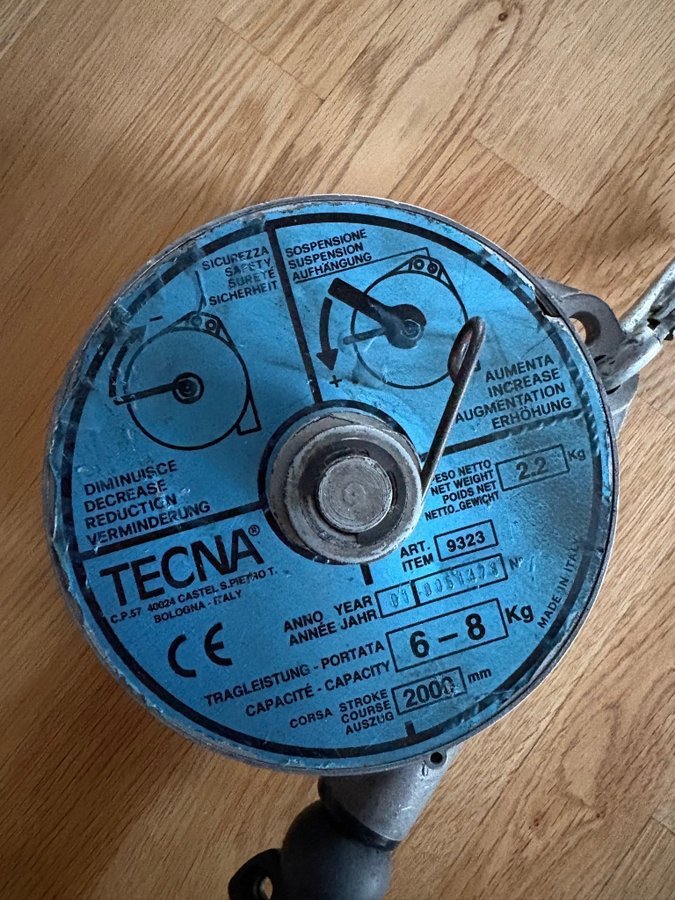 SICUREZZA
SAFETY
SURETÉ
SICHERHEIT
SOSPENSIONE
SUSPENSION
AUFHÄNGUNG
-
+
DIMINUISCE
DECREASE
REDUCTION
VERMINDERUNG
AUMENTA
INCREASE
AUGMENTATION
ERHÖHUNG
PESO NETTO
NET WEIGHT
POIDS NET
NETTO-GEWICHT
2.2 Kg
TECNA®
C.P.57 40024 CASTEL S.PIETRO T.
BOLOGNA - ITALY
CE
ART.
ITEM
9323
ANNO YEAR
ANNÉE JAHR
01
N°
TRAGLEISTUNG - PORTATA
CAPACITÉ - CAPACITY
6 – 8 Kg
CORSA STROKE
COURSE
AUSZUG
2000 mm
MADE IN ITALY